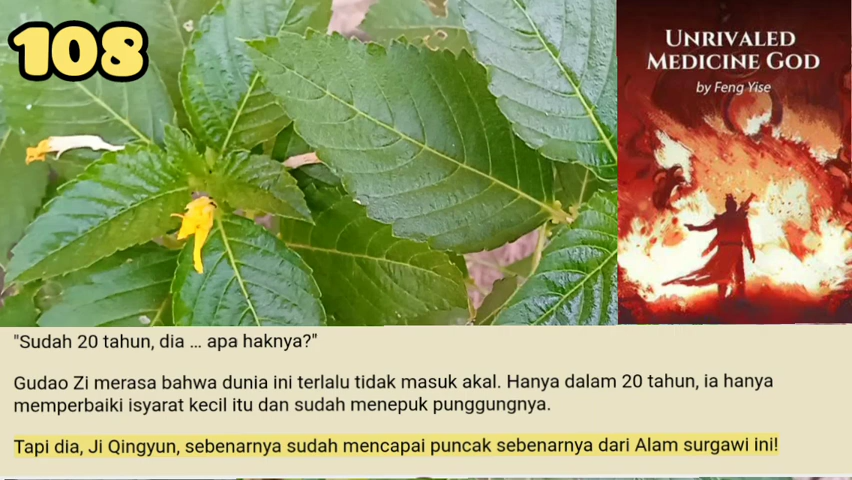 108
UNRIVALED
MEDICINE GOD
by Feng Yise
"Sudah 20 tahun, dia ... apa haknya?"
Gudao Zi merasa bahwa dunia ini terlalu tidak masuk akal. Hanya dalam 20 tahun, ia hanya
memperbaiki isyarat kecil itu dan sudah menepuk punggungnya.
Tapi dia, Ji Qingyun, sebenarnya sudah mencapai puncak sebenarnya dari Alam surgawi ini!